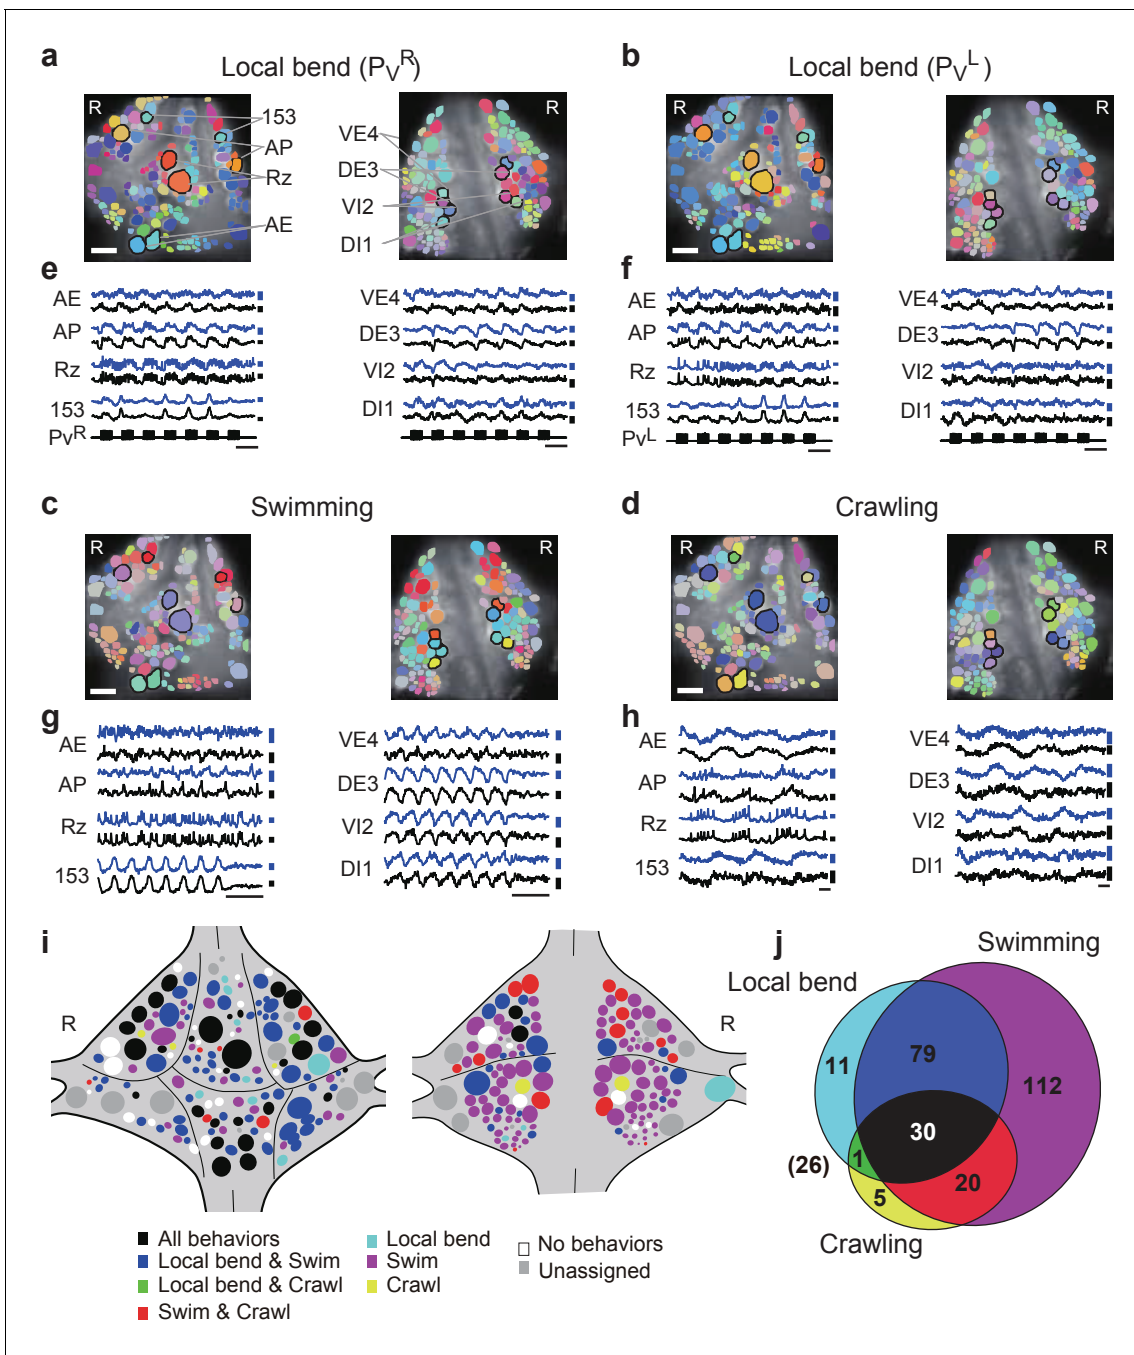 a
Local bend (PvR)
b
Local bend (PvL)
R
153
AP
Rz
AE
VE4
DE3
VI2
DI1
R
R
R
e
AE
AP
Rz
153
PvR
VE4
DE3
VI2
DI1
f
AE
AP
Rz
153
PvL
VE4
DE3
VI2
DI1
c
Swimming
d
Crawling
R
R
R
R
g
AE
AP
Rz
153
VE4
DE3
VI2
DI1
h
AE
AP
Rz
153
VE4
DE3
VI2
DI1
i
R
R
j
Swimming
Local bend
11
79
112
30
(26)
1
5
20
Crawling
All behaviors
Local bend & Swim
Local bend & Crawl
Swim & Crawl
Local bend
Swim
Crawl
No behaviors
Unassigned